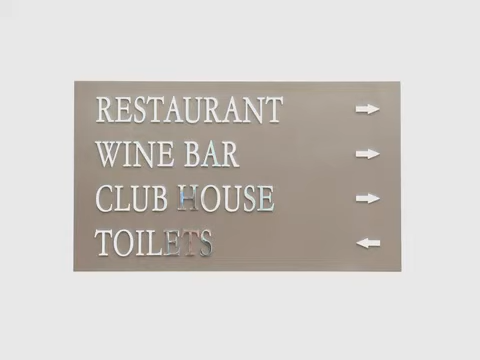 RESTAURANT →
WINE BAR →
CLUB HOUSE →
TOILETS ←